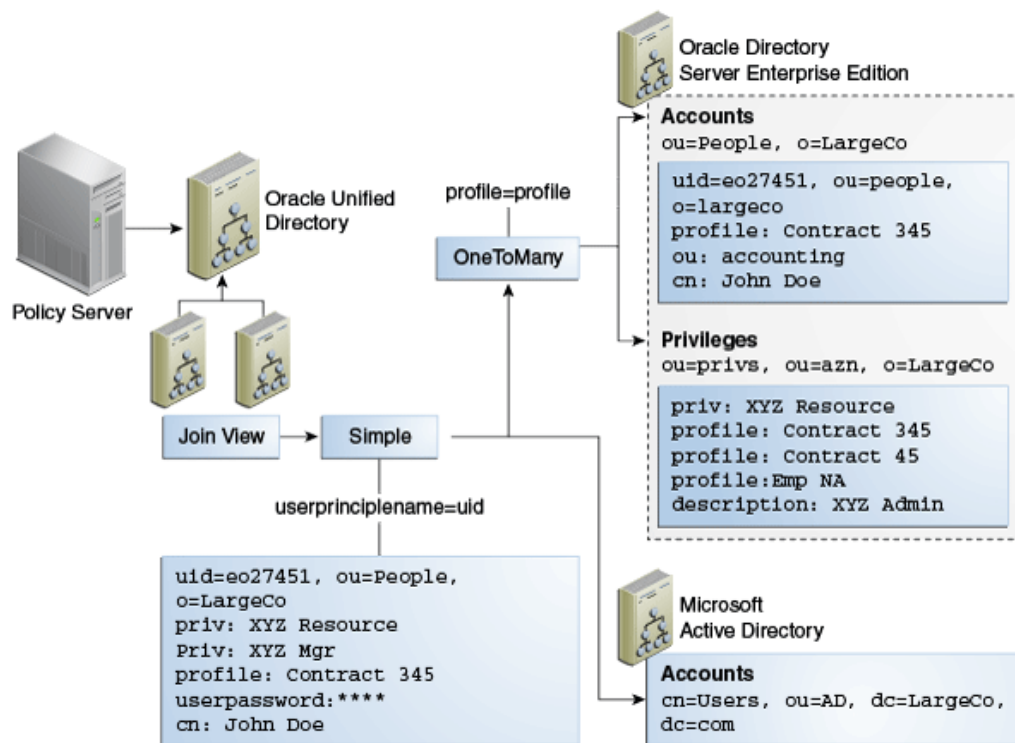 Policy Server
Oracle Unified
Directory
Join View
Simple
userprinciplename=uid
uid=eo27451, ou=People,
o=LargeCo
priv: XYZ Resource
Priv: XYZ Mgr
profile: Contract 345
userpassword:****
cn: John Doe
profile=profile
OneToMany
Oracle Directory
Server Enterprise Edition
Accounts
ou=People, o=LargeCo
uid=eo27451, ou=people,
o=largeco
profile: Contract 345
ou: accounting
cn: John Doe
Privileges
ou=privs, ou=azn, o=LargeCo
priv: XYZ Resource
profile: Contract 345
profile: Contract 45
profile:Emp NA
description: XYZ Admin
Microsoft
Active Directory
Accounts
cn=Users, ou=AD, dc=LargeCo,
dc=com